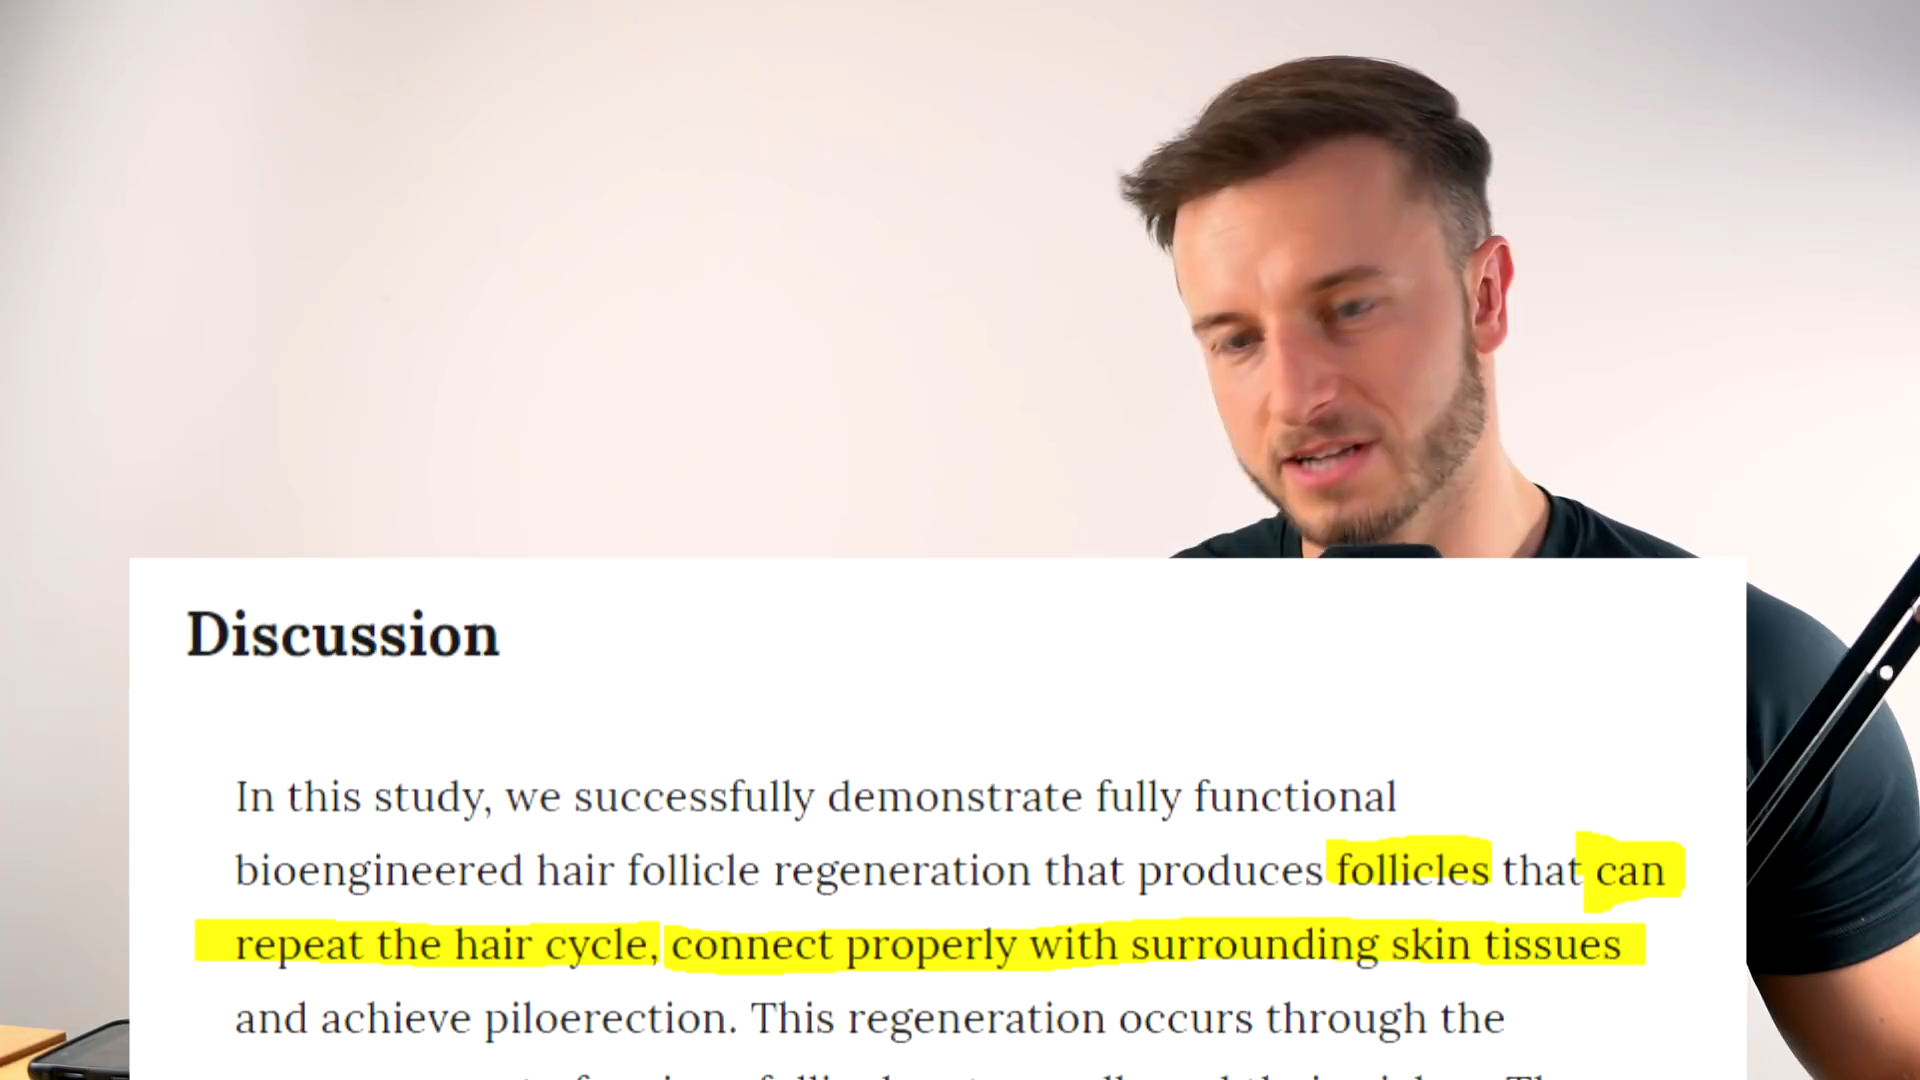 Discussion
In this study, we successfully demonstrate fully functional
bioengineered hair follicle regeneration that produces follicles that can
repeat the hair cycle, connect properly with surrounding skin tissues
and achieve piloerection. This regeneration occurs through the